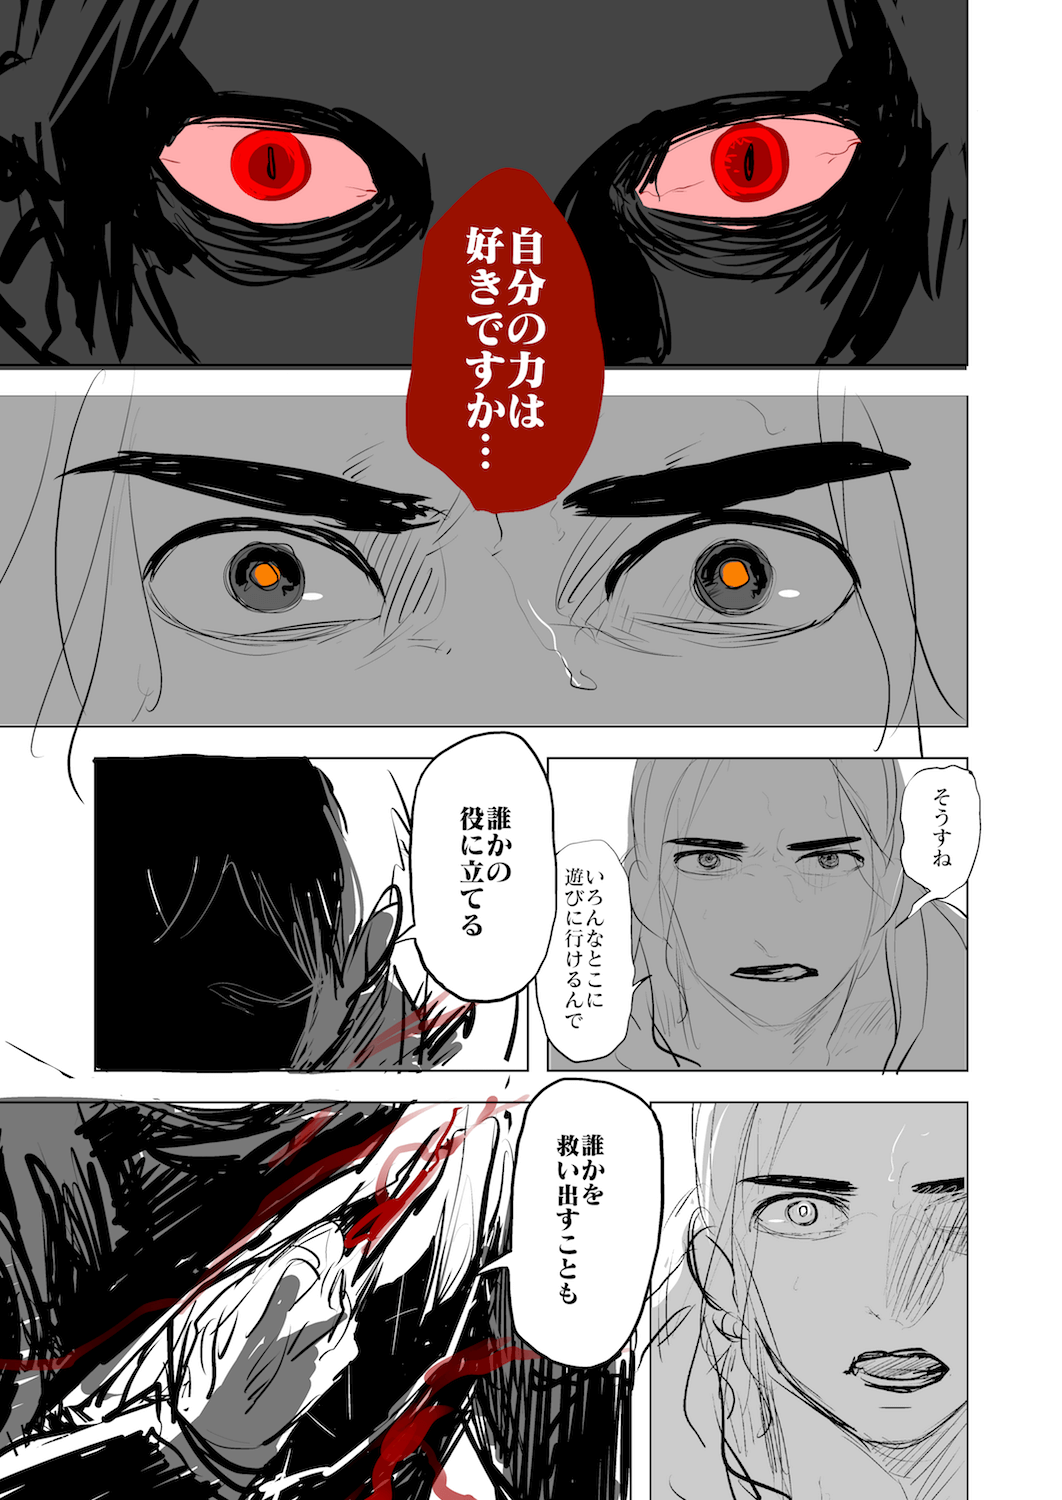 自分の力は
好きですか…
そうすね
いろんなとこに
遊びに行けるんで
誰かの
役に立てる
誰かを
救い出すことも